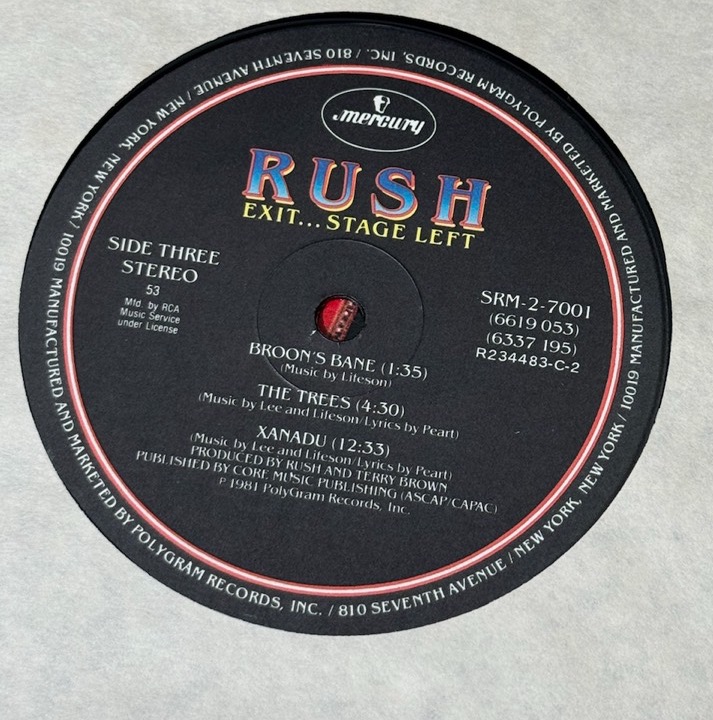 mercury
RUSH
EXIT...STAGE LEFT
SIDE THREE
STEREO
53
Mfd. by RCA
Music Service
under License
SRM-2-7001
(6619 053)
(6337 195)
R234483-C-2
BROON'S BANE (1:35)
(Music by Lifeson)
THE TREES (4:30)
(Music by Lee and Lifeson/Lyrics by Peart)
XANADU (12:33)
(Music by Lee and Lifeson/Lyrics by Peart)
PRODUCED BY RUSH AND TERRY BROWN
PUBLISHED BY CORE MUSIC PUBLISHING (ASCAP/CAPAC)
℗ 1981 PolyGram Records, Inc.
MANUFACTURED AND MARKETED BY POLYGRAM RECORDS, INC. / 810 SEVENTH AVENUE / NEW YORK, NEW YORK / 10019
MANUFACTURED AND MARKETED BY POLYGRAM RECORDS, INC. / 810 SEVENTH AVENUE / NEW YORK, NEW YORK / 10019